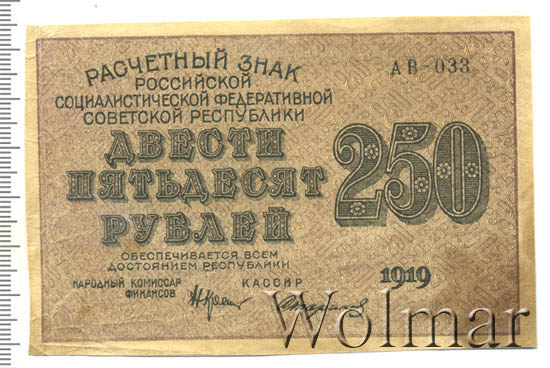 АВ-033
РАСЧЕТНЫЙ ЗНАК
РОССИЙСКОЙ
СОЦИАЛИСТИЧЕСКОЙ ФЕДЕРАТИВНОЙ
СОВЕТСКОЙ РЕСПУБЛИКИ
ДВЕСТИ
ПЯТЬДЕСЯТ
РУБЛЕЙ
250
ОБЕСПЕЧИВАЕТСЯ ВСЕМ
ДОСТОЯНИЕМ РЕСПУБЛИКИ
1919
НАРОДНЫЙ КОМИССАР
ФИНАНСОВ
КАССИР
Wolmar